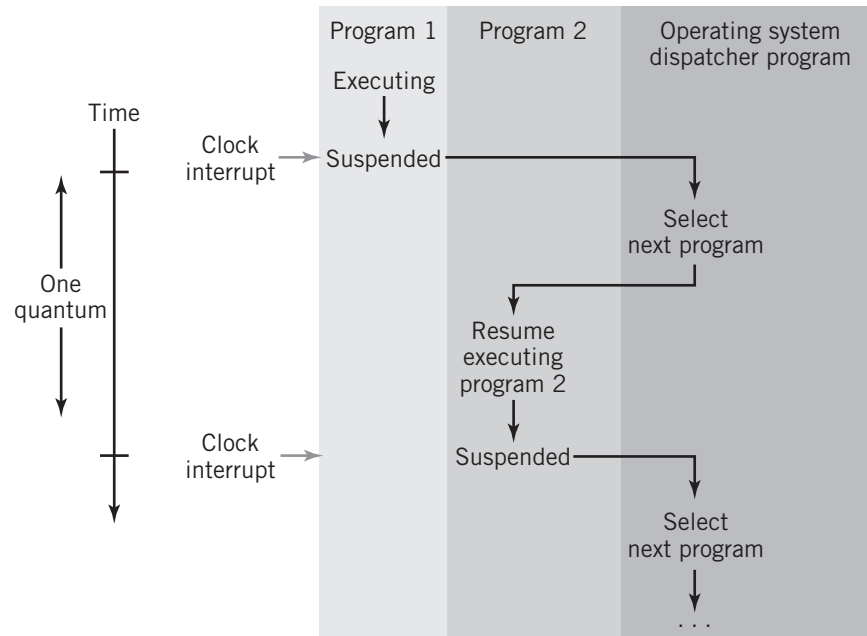 Program 1
Program 2
Operating system
dispatcher program
Executing
Time
Clock
interrupt
Suspended
Select
next program
One
quantum
Resume
executing
program 2
Clock
interrupt
Suspended
Select
next program
. . .